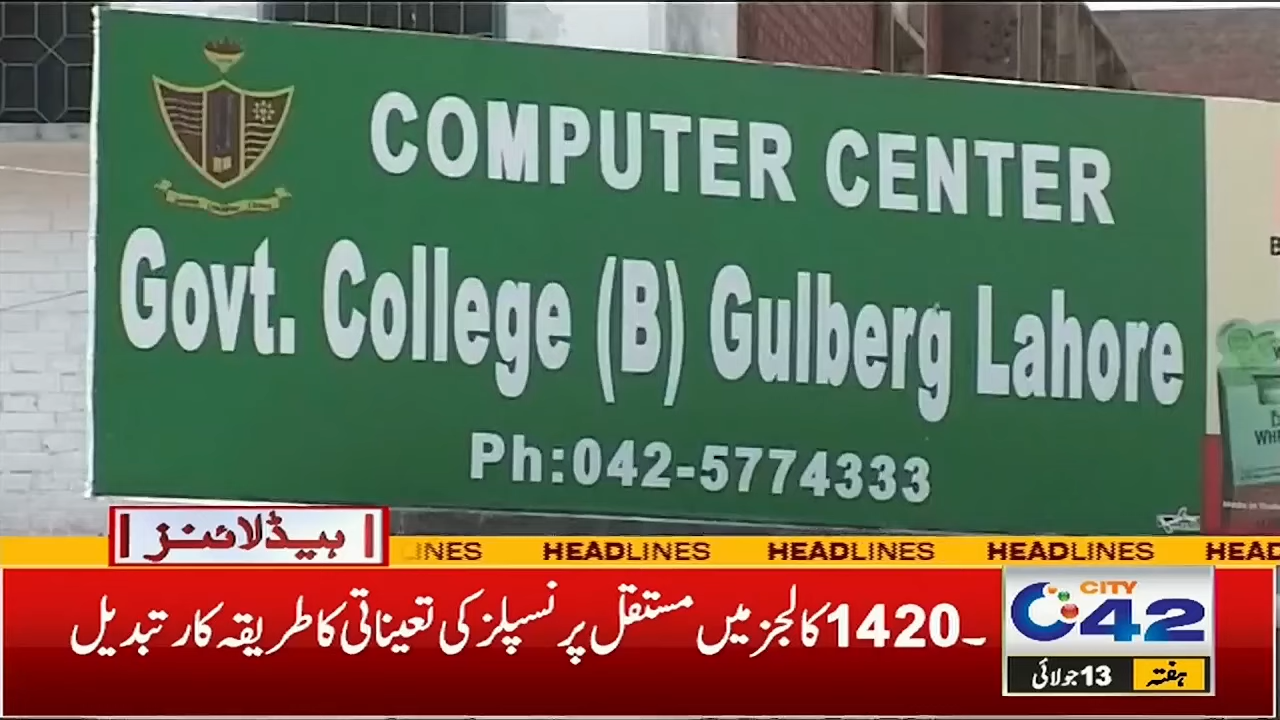 COMPUTER CENTER
Govt. College (B) Gulberg Lahore
Ph:042-5774333
ہیڈلائنز
INES HEADLINES HEADLINES HEADLINES HEAD
1420 کالجز میں مستقل پرنسپلز کی تعیناتی کا طریقہ کار تبدیل
CITY
42
ہفتہ 13 جولائی